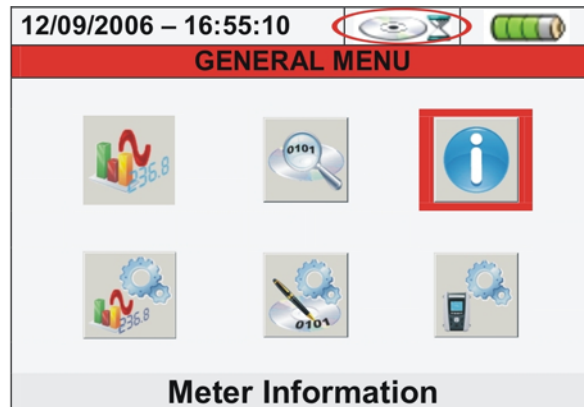 12/09/2006 – 16:55:10
GENERAL MENU
236.8
0101
236.8
0101
Meter Information